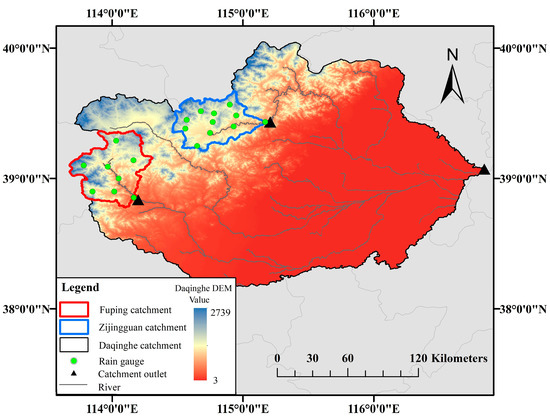 114°0'0"E 115°0'0"E 116°0'0"E
40°0'0"N 40°0'0"N
N
39°0'0"N 39°0'0"N
38°0'0"N 38°0'0"N
Legend
Fuping catchment
Zijingguan catchment
Daqinghe catchment
Rain gauge
Catchment outlet
River
Daqinghe DEM
Value
2739
3
0 30 60 120 Kilometers
114°0'0"E 115°0'0"E 116°0'0"E